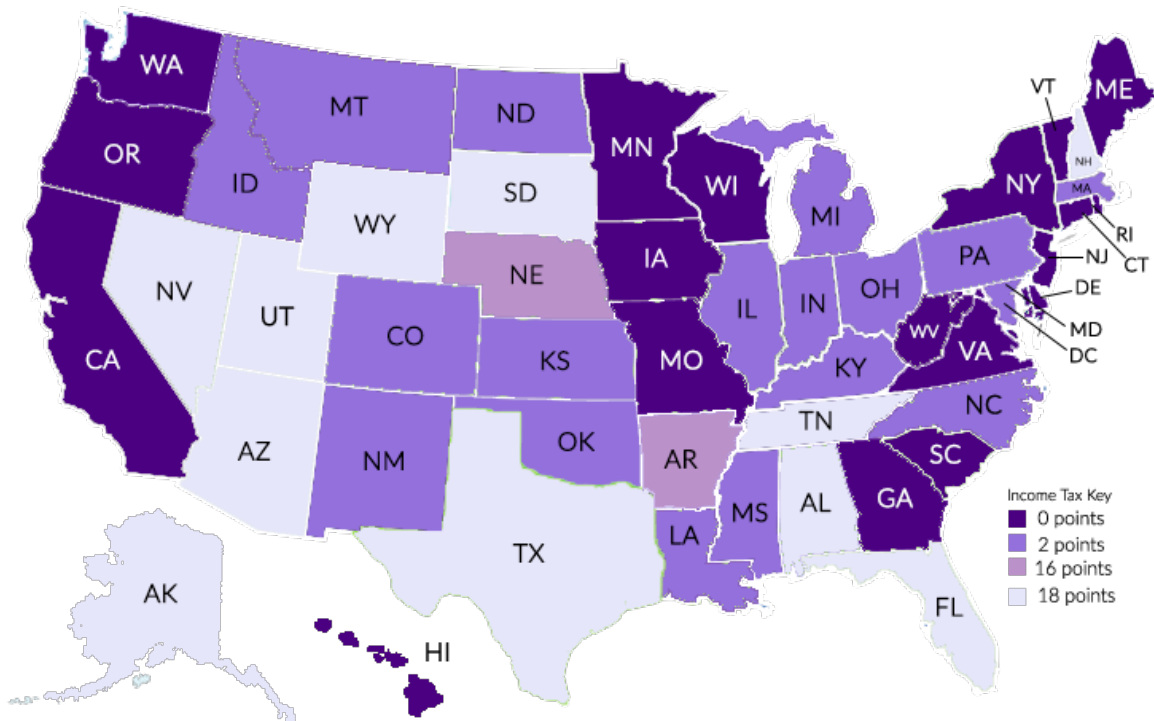 WA
MT
ND
MN
VT
ME
OR
ID
SD
WI
NY
NH
MA
WY
MI
RI
CT
NE
IA
PA
NJ
NV
UT
CO
IL
IN
OH
DE
MD
DC
WV
VA
CA
KS
MO
KY
NC
AZ
NM
OK
AR
TN
SC
TX
LA
MS
AL
GA
FL
AK
HI
Income Tax Key
0 points
2 points
16 points
18 points